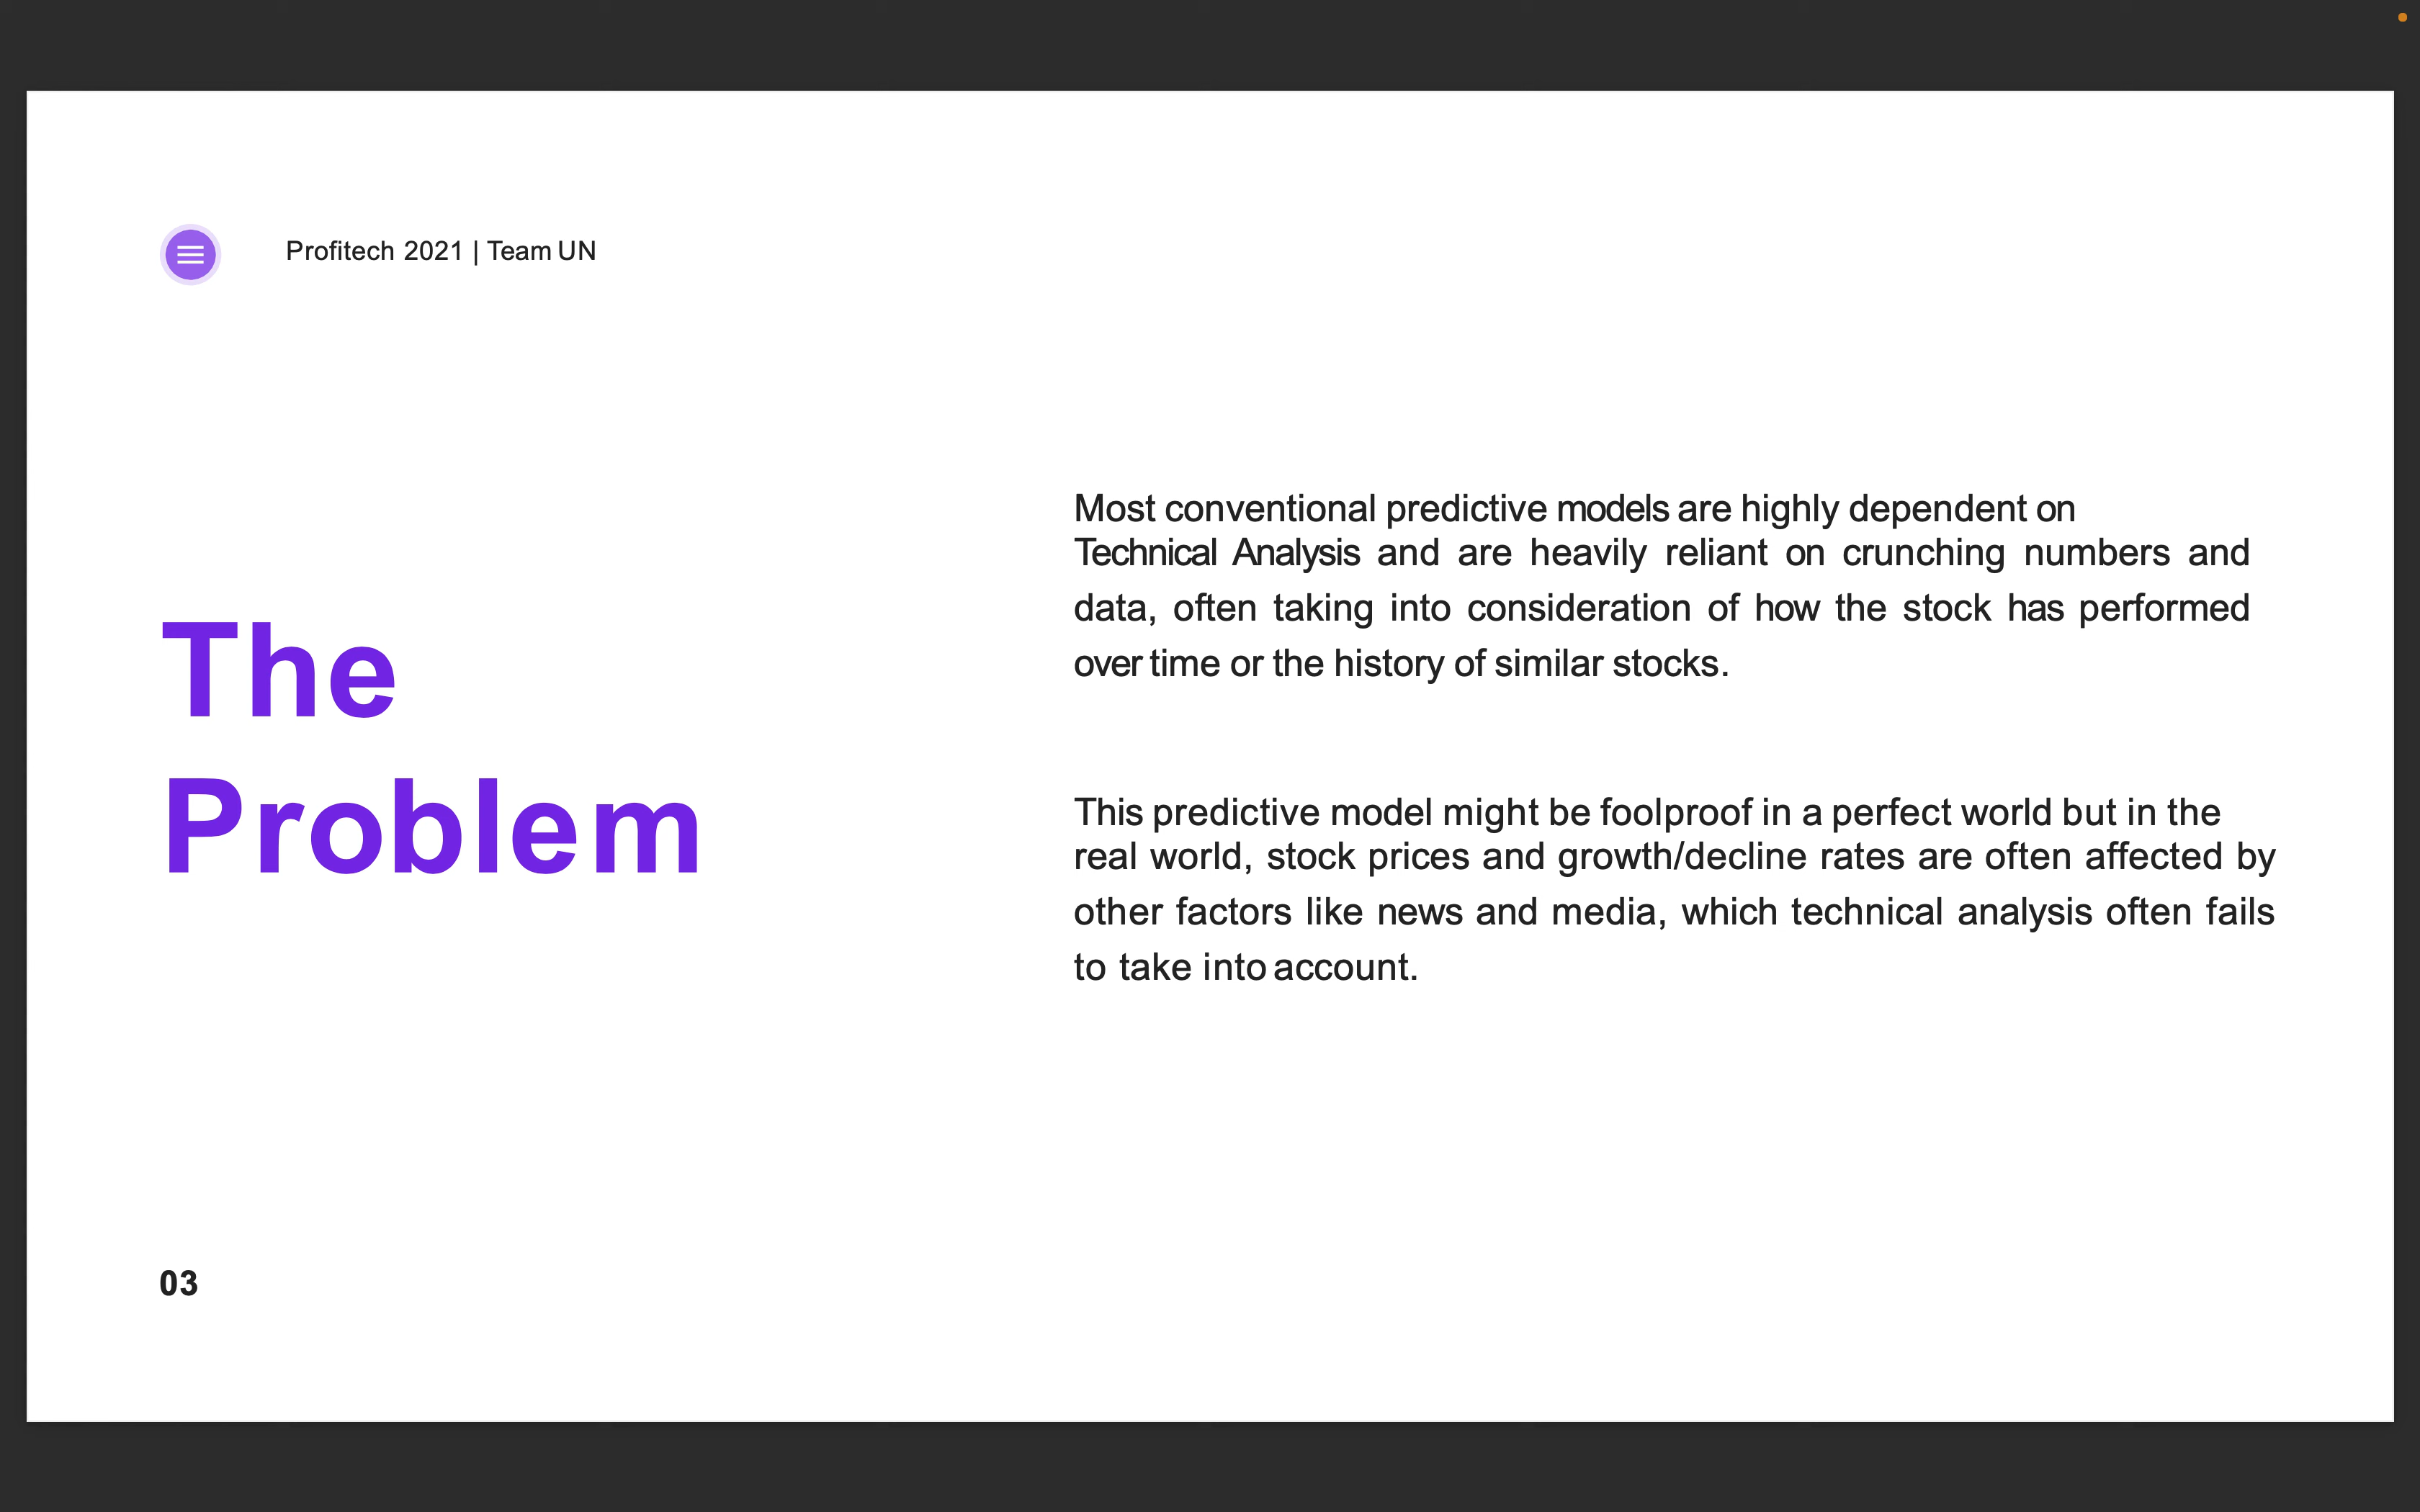 Profitech 2021 | Team UN
The
Problem
Most conventional predictive models are highly dependent on
Technical Analysis and are heavily reliant on crunching numbers and
data, often taking into consideration of how the stock has performed
over time or the history of similar stocks.
This predictive model might be foolproof in a perfect world but in the
real world, stock prices and growth/decline rates are often affected by
other factors like news and media, which technical analysis often fails
to take into account.
03